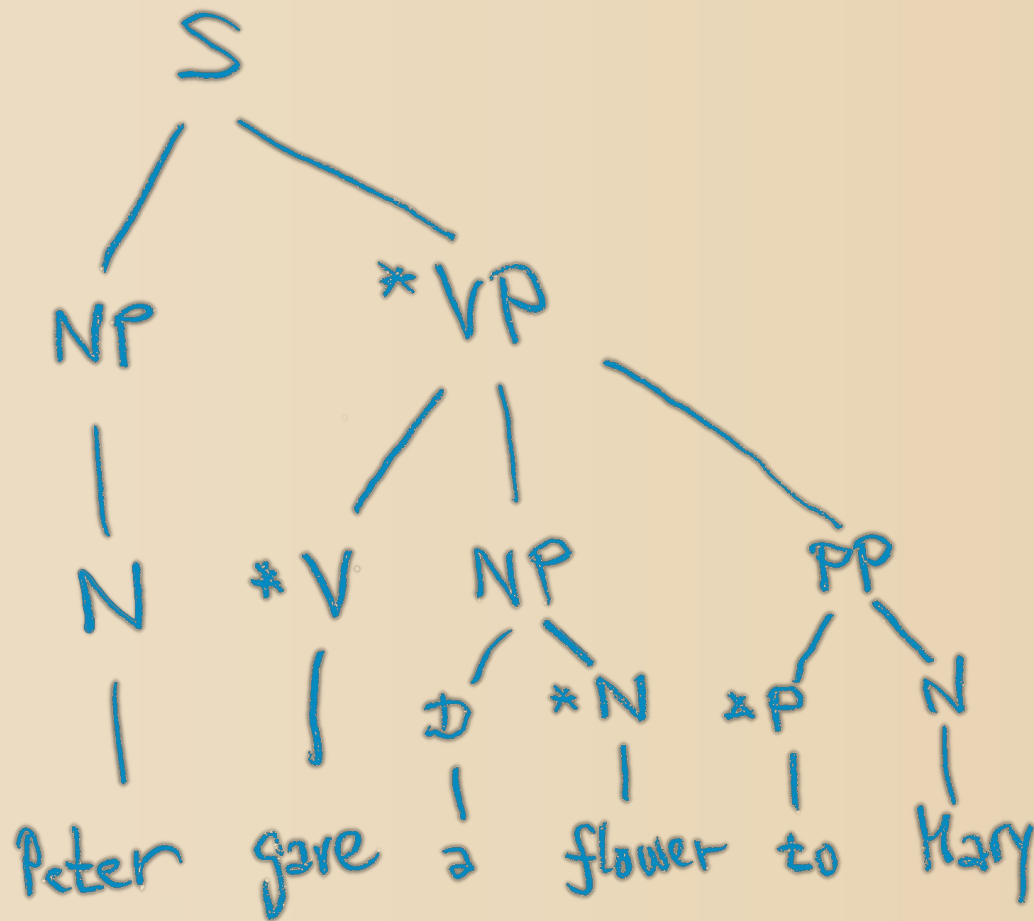 S
NP *VP
N *V NP PP
D *N *P N
Peter gave a flower to Mary